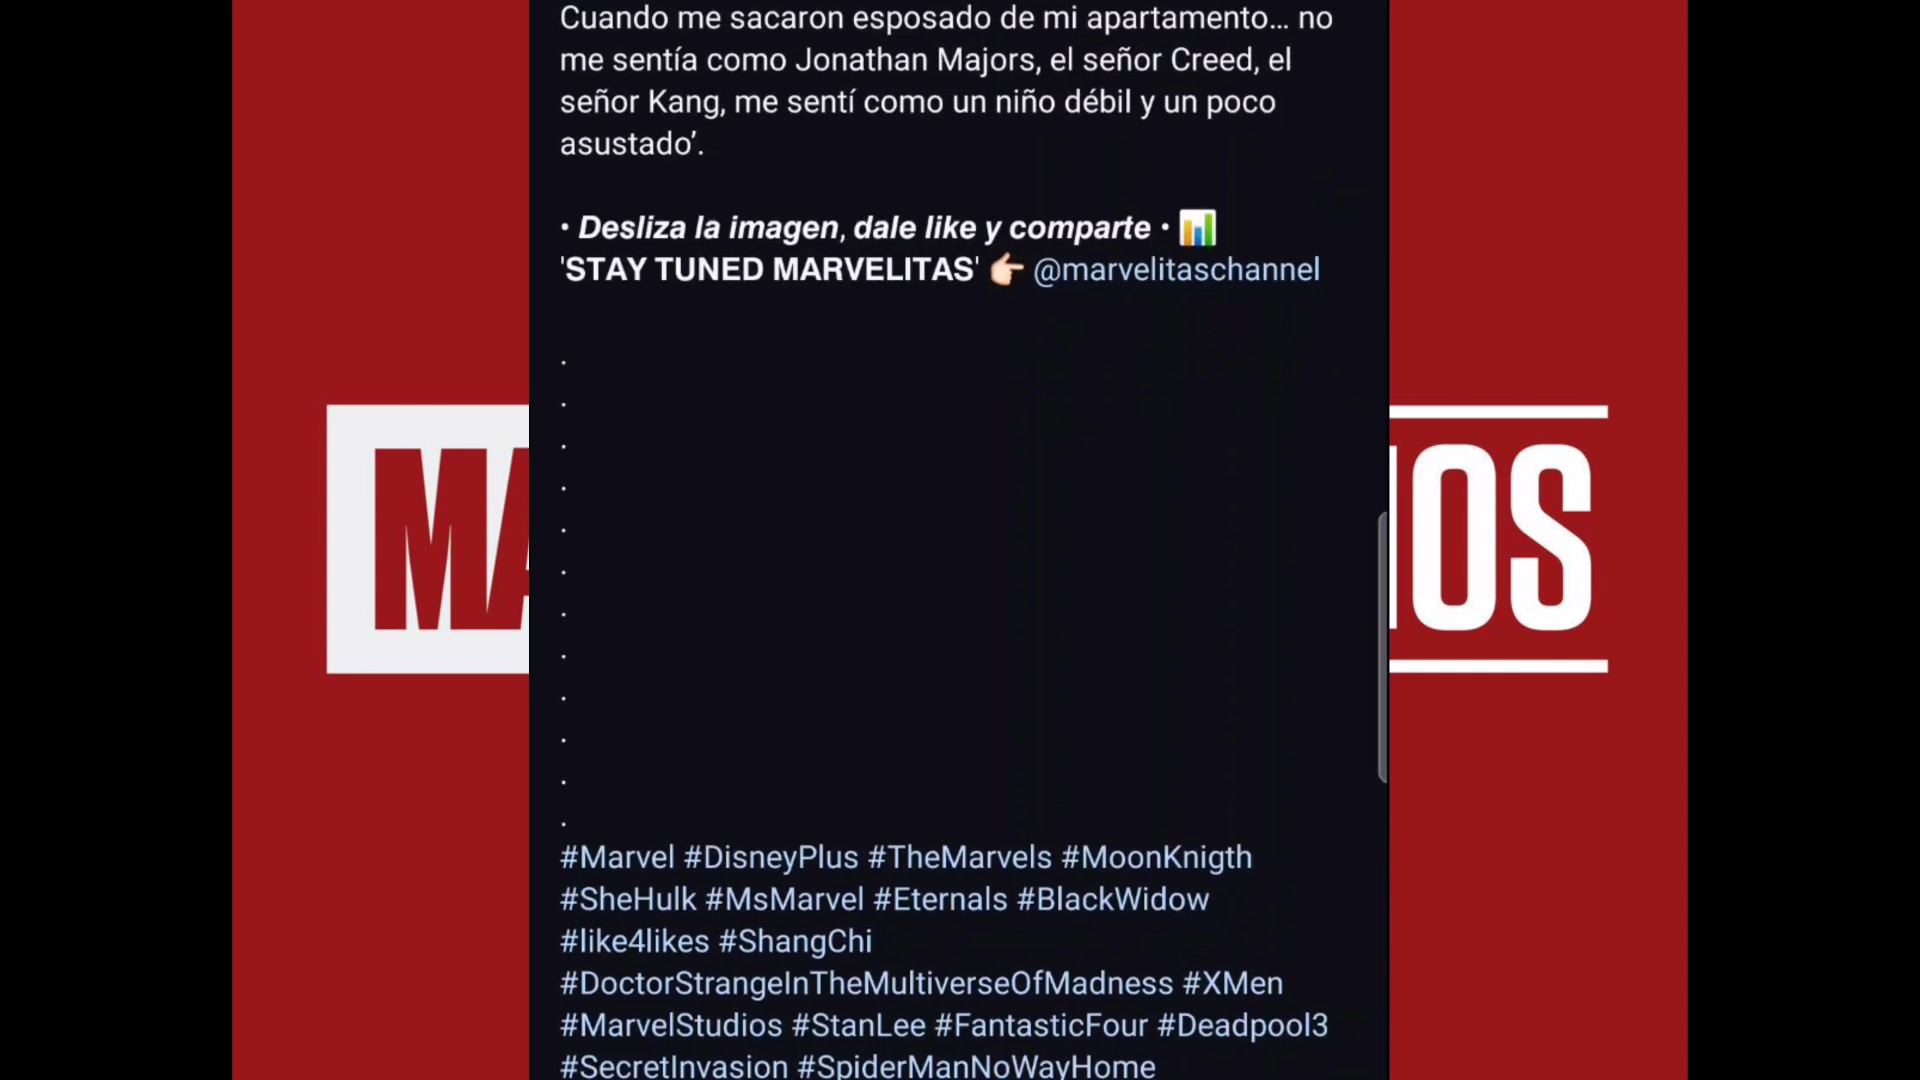 Cuando me sacaron esposado de mi apartamento… no
me sentía como Jonathan Majors, el señor Creed, el
señor Kang, me sentí como un niño débil y un poco
asustado’.
• Desliza la imagen, dale like y comparte • 📊
'STAY TUNED MARVELITAS' 👉🏻 @marvelitaschannel
.
.
.
.
.
.
.
.
.
.
.
.
MA
IOS
#Marvel #DisneyPlus #TheMarvels #MoonKnigth
#SheHulk #MsMarvel #Eternals #BlackWidow
#like4likes #ShangChi
#DoctorStrangeInTheMultiverseOfMadness #XMen
#MarvelStudios #StanLee #FantasticFour #Deadpool3
#SecretInvasion #SpiderManNoWayHome